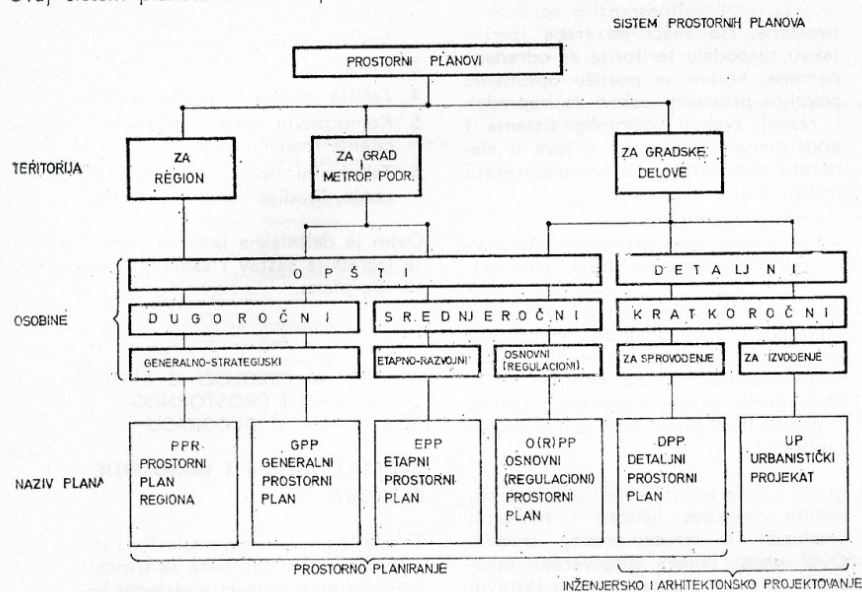 Ovaj sistem planova
SISTEM PROSTORNIH PLANOVA
PROSTORNI PLANOVI
TERITORIJA
ZA
REGION
ZA GRAD
METROP PODR.
ZA GRADSKE
DELOVE
OSOBINE
OPŠTI
DETALJNI
DUGOROČNI
SREDNJEROČNI
KRATKOROČNI
GENERALNO-STRATEGIJSKI
ETAPNO-RAZVOJNI
OSNOVNI
(REGULACIONI).
ZA SPROVOĐENJE
ZA IZVOĐENJE
NAZIV PLANA
PPR
PROSTORNI
PLAN
REGIONA
GPP
GENERALNI
PROSTORNI
PLAN
EPP
ETAPNI
PROSTORNI
PLAN
O(R)PP
OSNOVNI
(REGULACIONI)
PROSTORNI
PLAN
DPP
DETALJNI
PROSTORNI
PLAN
UP
URBANISTIČKI
PROJEKAT
PROSTORNO PLANIRANJE
INŽENJERSKO I ARHITEKTONSKO PROJEKTOVANJE